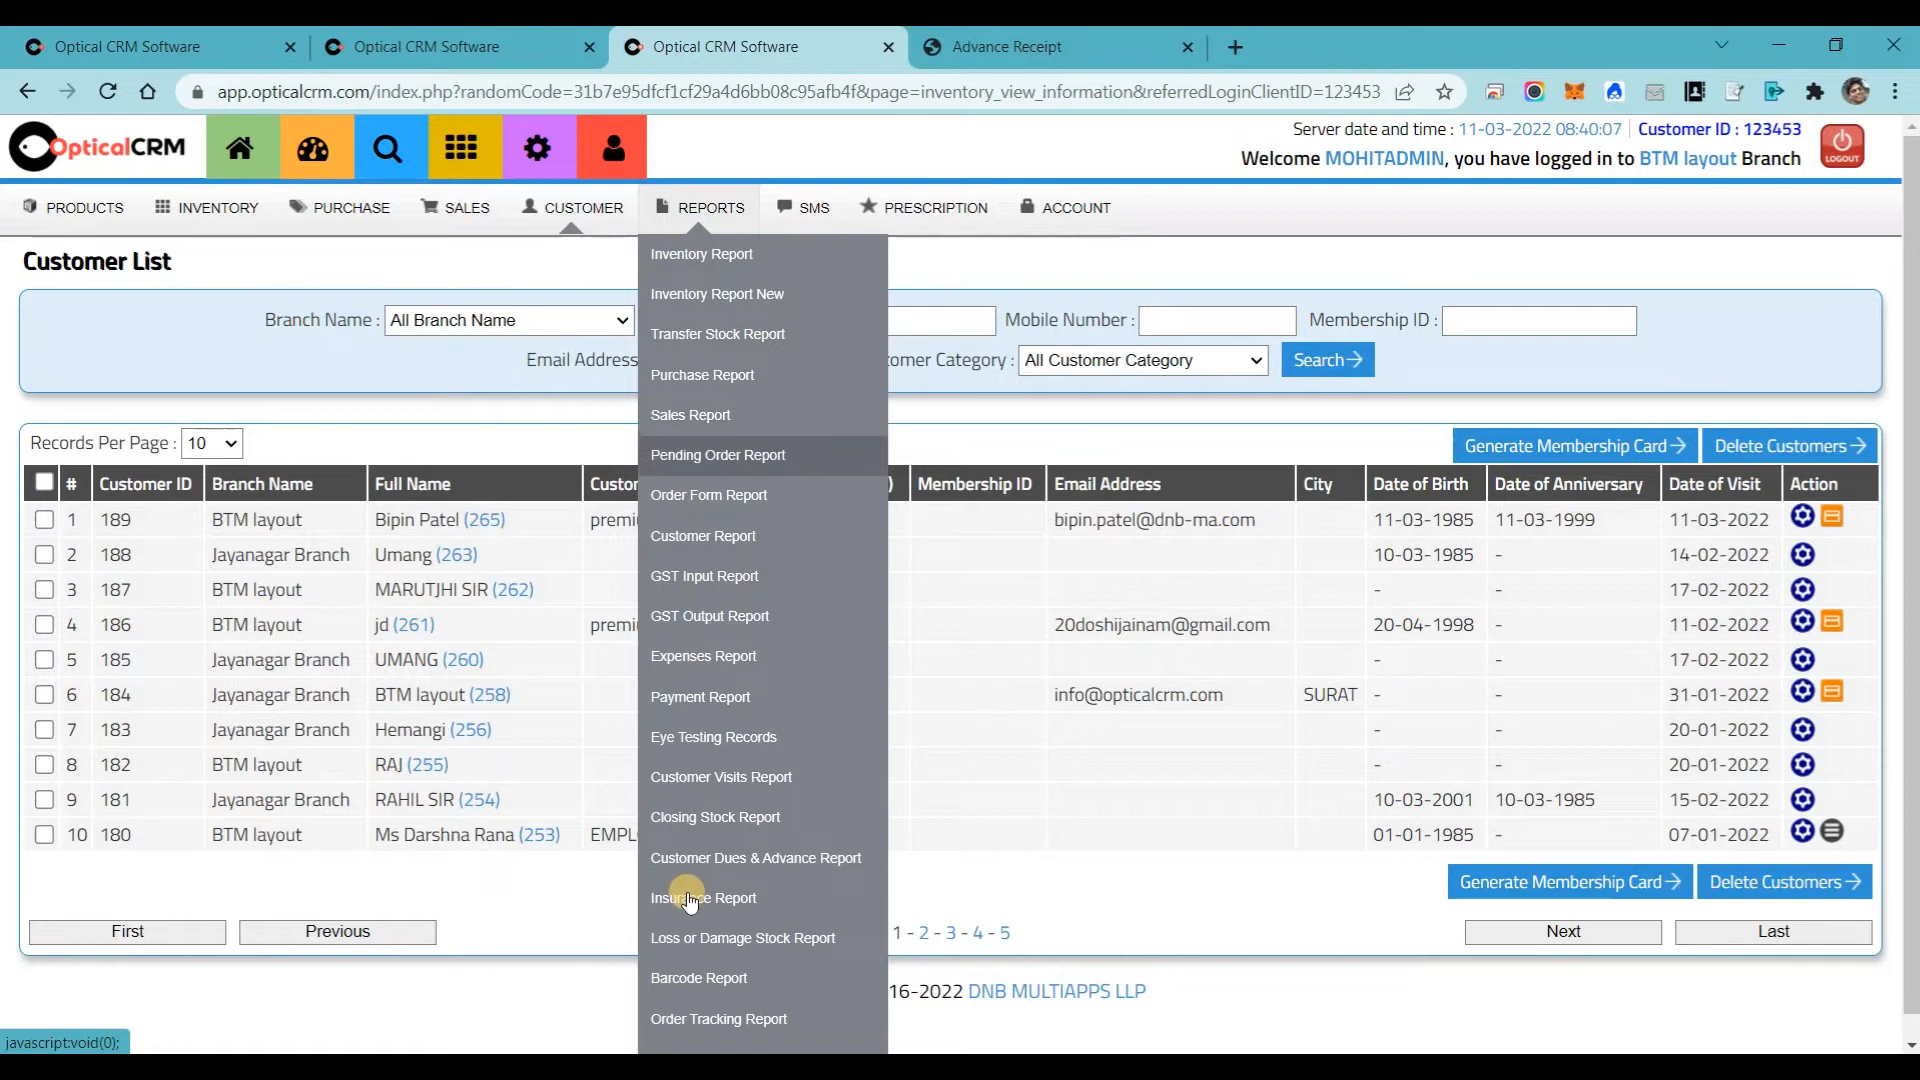 Optical CRM Software
Optical CRM Software
Optical CRM Software
Advance Receipt
app.opticalcrm.com/index.php?randomCode=31b7e95dfcf1cf29a4d6bb08c95afb4f&page=inventory_view_information&referredLoginClientID=123453
OpticalCRM
Server date and time : 11-03-2022 08:40:07 Customer ID : 123453
Welcome MOHITADMIN, you have logged in to BTM layout Branch
LOGOUT
PRODUCTS INVENTORY PURCHASE SALES CUSTOMER REPORTS SMS PRESCRIPTION ACCOUNT
Customer List
Branch Name : All Branch Name Mobile Number : Membership ID :
Email Address omer Category : All Customer Category Search
Inventory Report
Inventory Report New
Transfer Stock Report
Purchase Report
Sales Report
Pending Order Report
Order Form Report
Customer Report
GST Input Report
GST Output Report
Expenses Report
Payment Report
Eye Testing Records
Customer Visits Report
Closing Stock Report
Customer Dues & Advance Report
Insurance Report
Loss or Damage Stock Report
Barcode Report
Order Tracking Report
Records Per Page : 10 Generate Membership Card Delete Customers
# Customer ID Branch Name Full Name Custor ) Membership ID Email Address City Date of Birth Date of Anniversary Date of Visit Action
1 189 BTM layout Bipin Patel (265) premi bipin.patel@dnb-ma.com 11-03-1985 11-03-1999 11-03-2022
2 188 Jayanagar Branch Umang (263) 10-03-1985 - 14-02-2022
3 187 BTM layout MARUTJHI SIR (262) - - 17-02-2022
4 186 BTM layout jd (261) premi 20doshijainam@gmail.com 20-04-1998 - 11-02-2022
5 185 Jayanagar Branch UMANG (260) - - 17-02-2022
6 184 Jayanagar Branch BTM layout (258) info@opticalcrm.com SURAT - - 31-01-2022
7 183 Jayanagar Branch Hemangi (256) - - 20-01-2022
8 182 BTM layout RAJ (255) - - 20-01-2022
9 181 Jayanagar Branch RAHIL SIR (254) 10-03-2001 10-03-1985 15-02-2022
10 180 BTM layout Ms Darshna Rana (253) EMPL 01-01-1985 - 07-01-2022
Generate Membership Card Delete Customers
First Previous 1 - 2 - 3 - 4 - 5 Next Last
16-2022 DNB MULTIAPPS LLP
javascript:void(0);